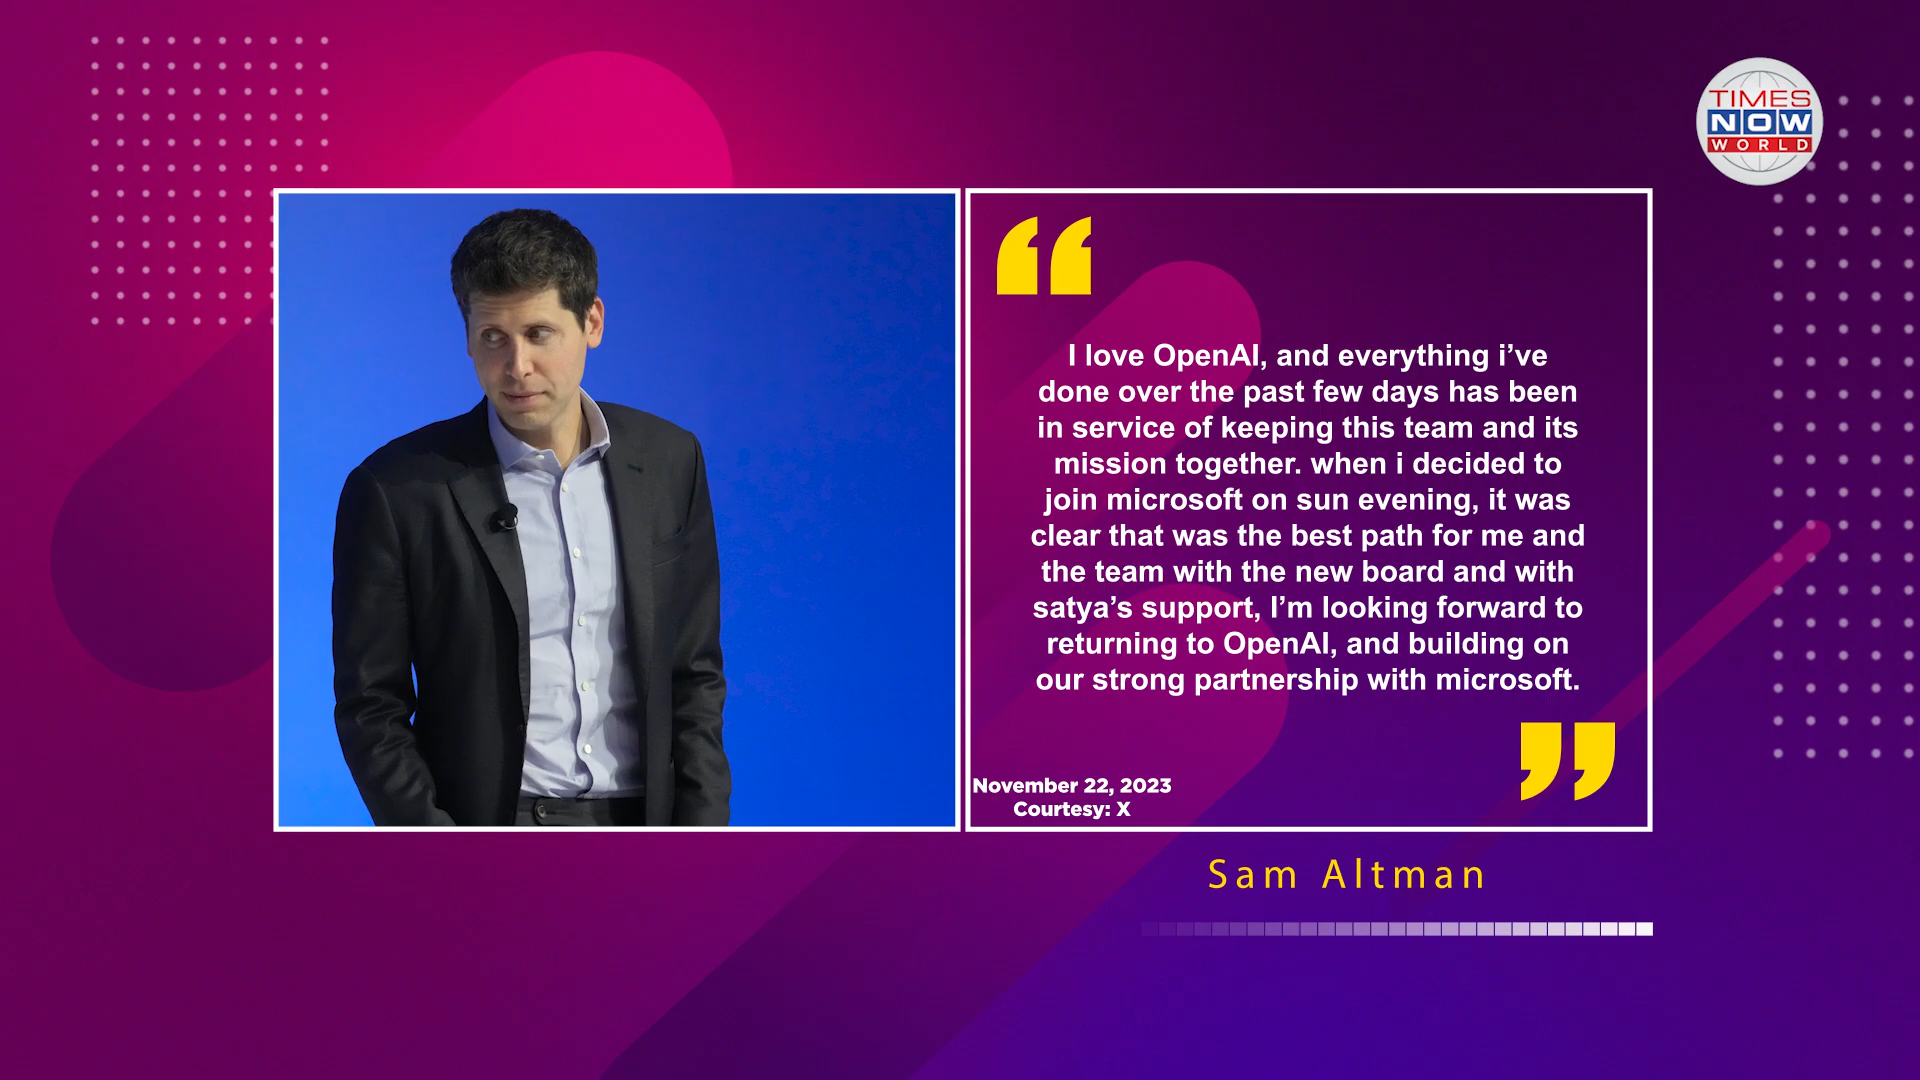 TIMES
NOW
WORLD
I love OpenAI, and everything i’ve
done over the past few days has been
in service of keeping this team and its
mission together. when i decided to
join microsoft on sun evening, it was
clear that was the best path for me and
the team with the new board and with
satya’s support, I’m looking forward to
returning to OpenAI, and building on
our strong partnership with microsoft.
November 22, 2023
Courtesy: X
Sam Altman